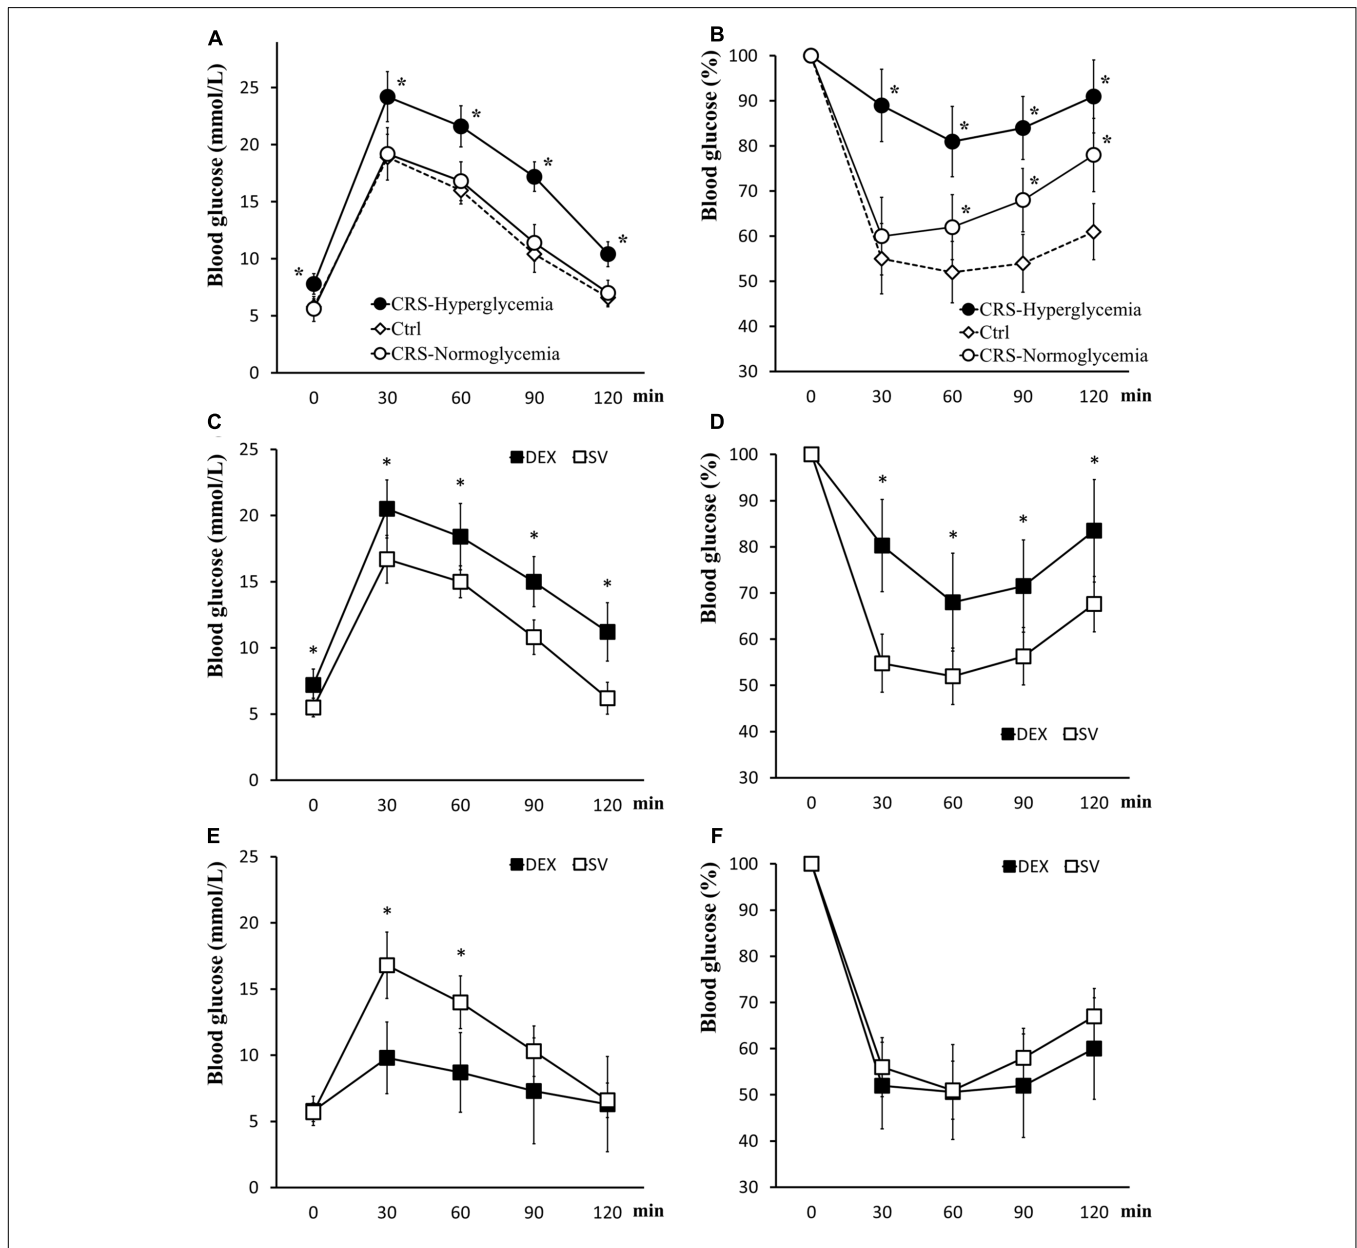 A
Blood glucose (mmol/L)
25
20
15
10
5
0
* * * * *
CRS-Hyperglycemia
Ctrl
CRS-Normoglycemia
0 30 60 90 120 min
B
Blood glucose (%)
100
90
80
70
60
50
40
30
* * * *
* * *
CRS-Hyperglycemia
Ctrl
CRS-Normoglycemia
0 30 60 90 120 min
C
Blood glucose (mmol/L)
25
20
15
10
5
0
DEX SV
* * * * *
0 30 60 90 120 min
D
Blood glucose (%)
100
90
80
70
60
50
40
30
* * * *
DEX SV
0 30 60 90 120 min
E
Blood glucose (mmol/L)
25
20
15
10
5
0
DEX SV
* *
0 30 60 90 120 min
F
Blood glucose (%)
100
90
80
70
60
50
40
30
DEX SV
0 30 60 90 120 min